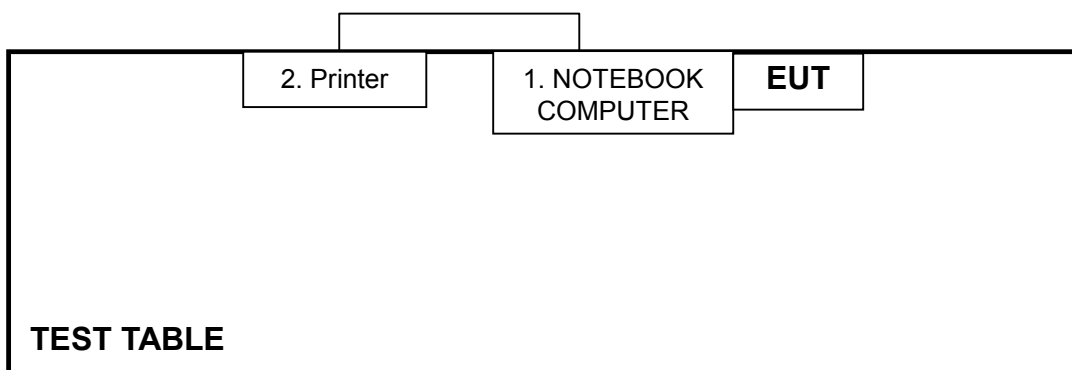 2. Printer
1. NOTEBOOK
COMPUTER
EUT
TEST TABLE